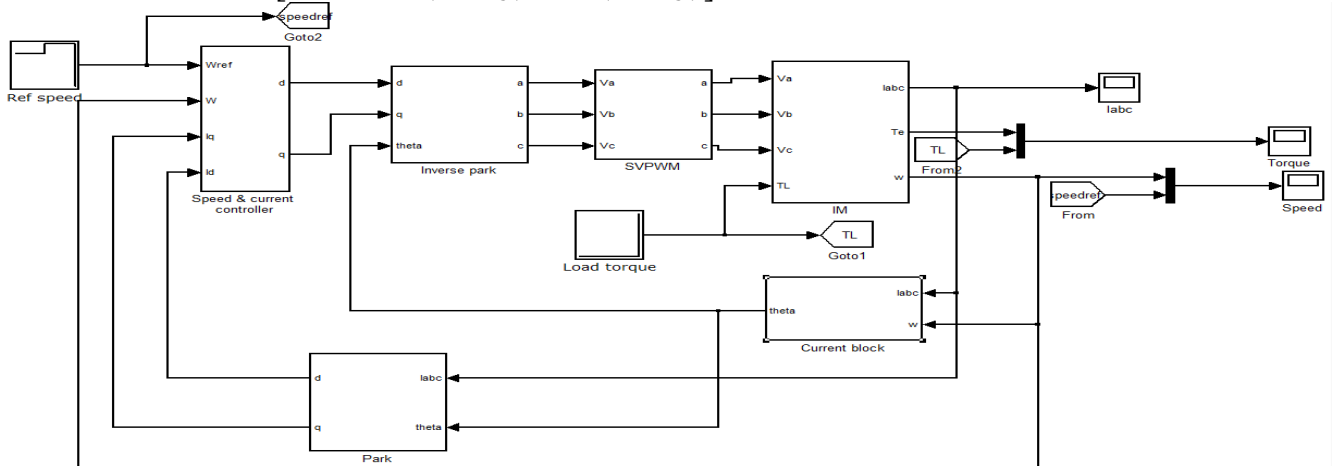 speedref
Goto2
Ref speed
Wref
W
Iq
Id
d
q
Speed & current
controller
d
q
theta
a
b
c
Inverse park
Va
Vb
Vc
a
b
c
SVPWM
Va
Vb
Vc
TL
Iabc
Te
w
IM
Iabc
TL
From2
Torque
speedref
From
Speed
Load torque
TL
Goto1
theta
Iabc
w
Current block
d
q
Iabc
theta
Park